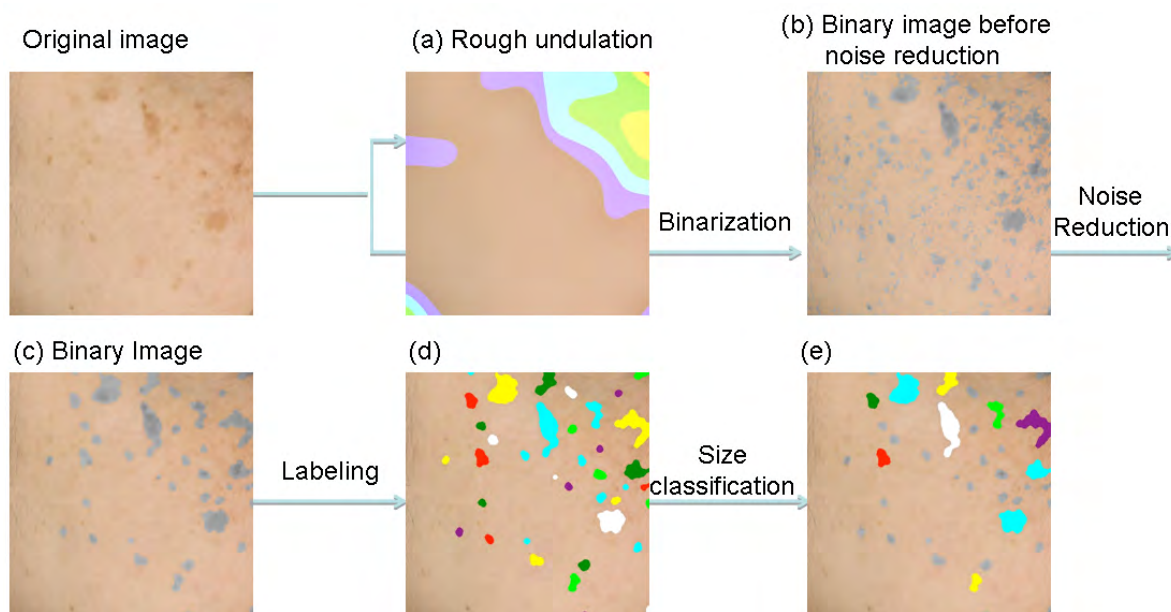 Original image
(a) Rough undulation
(b) Binary image before
noise reduction
Binarization
Noise
Reduction
(c) Binary Image
(d)
(e)
Labeling
Size
classification